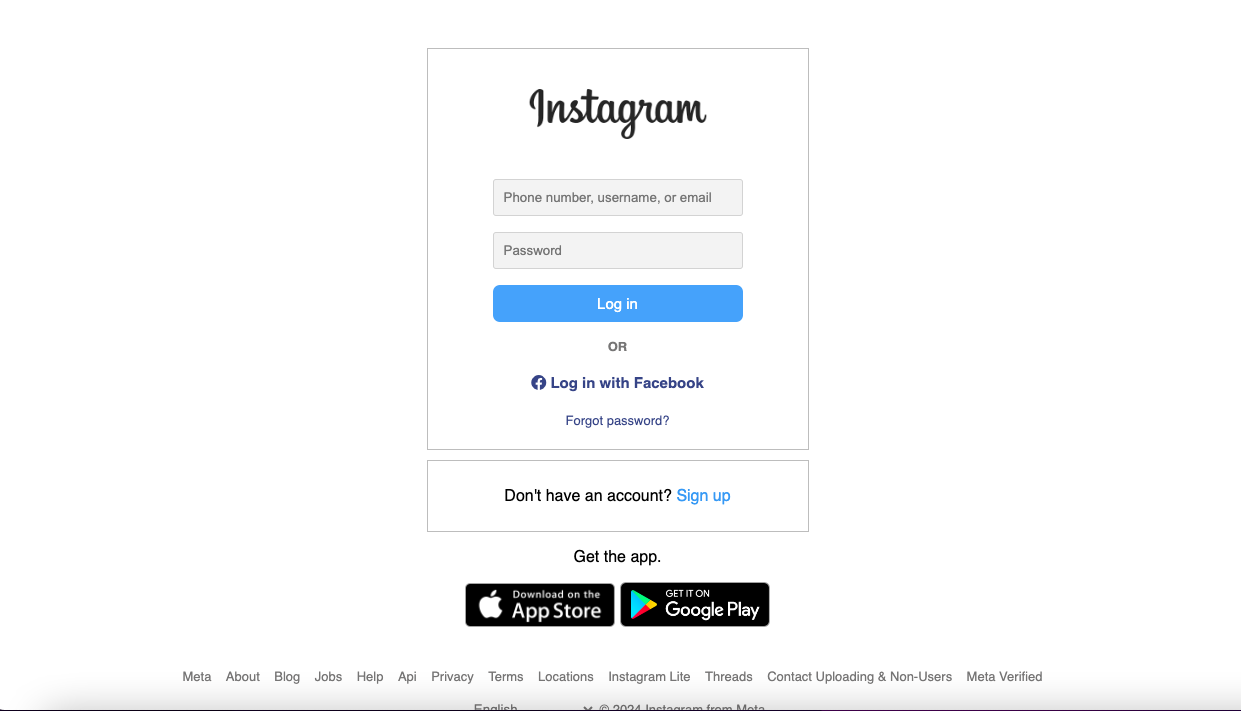 Instagram
Phone number, username, or email
Password
Log in
OR
Log in with Facebook
Forgot password?
Don't have an account? Sign up
Get the app.
Download on the
App Store
GET IT ON
Google Play
Meta About Blog Jobs Help Api Privacy Terms Locations Instagram Lite Threads Contact Uploading & Non-Users Meta Verified
English © 2024 Instagram from Meta